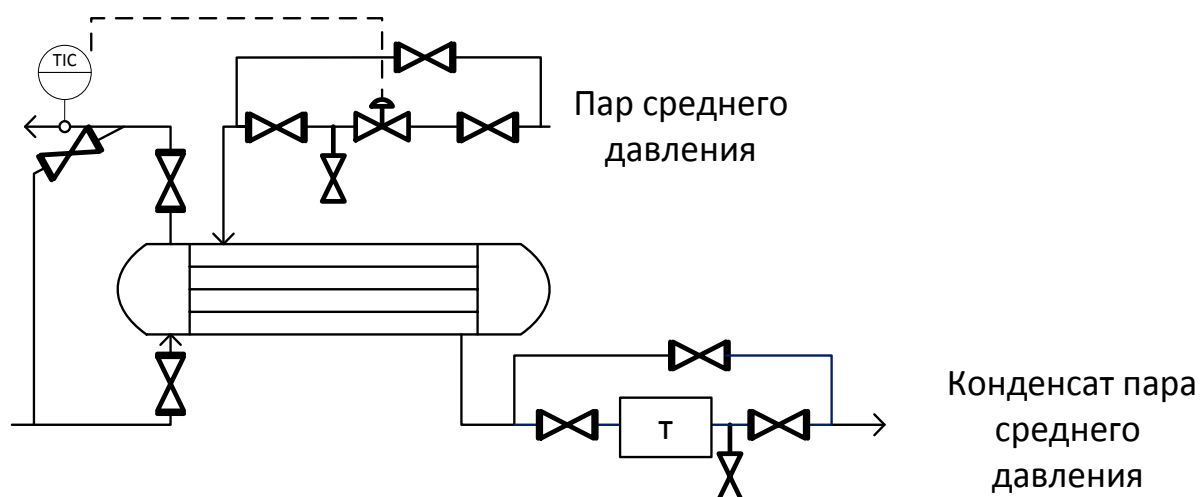 TIC
Пар среднего
давления
T
Конденсат пара
среднего
давления